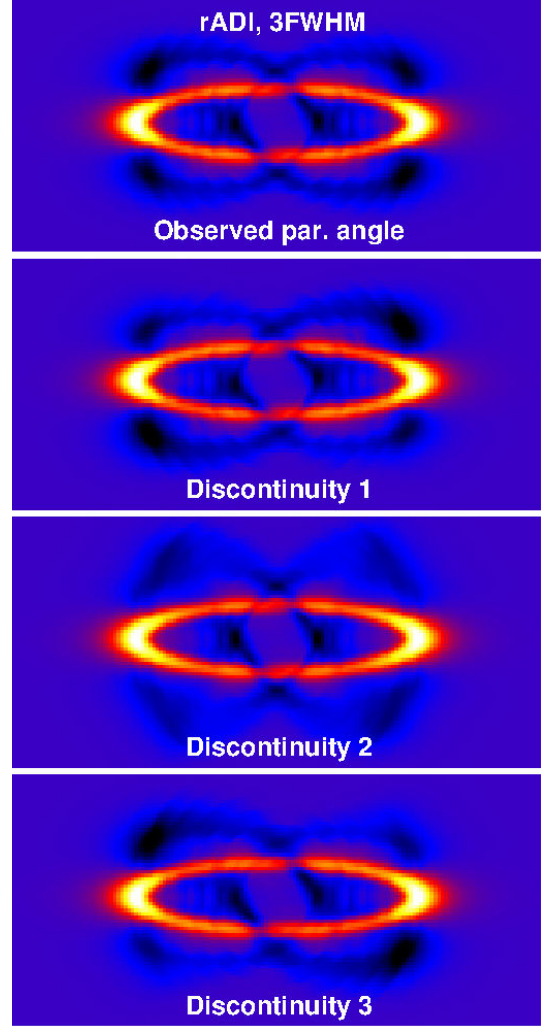 rADI, 3FWHM
Observed par. angle
Discontinuity 1
Discontinuity 2
Discontinuity 3